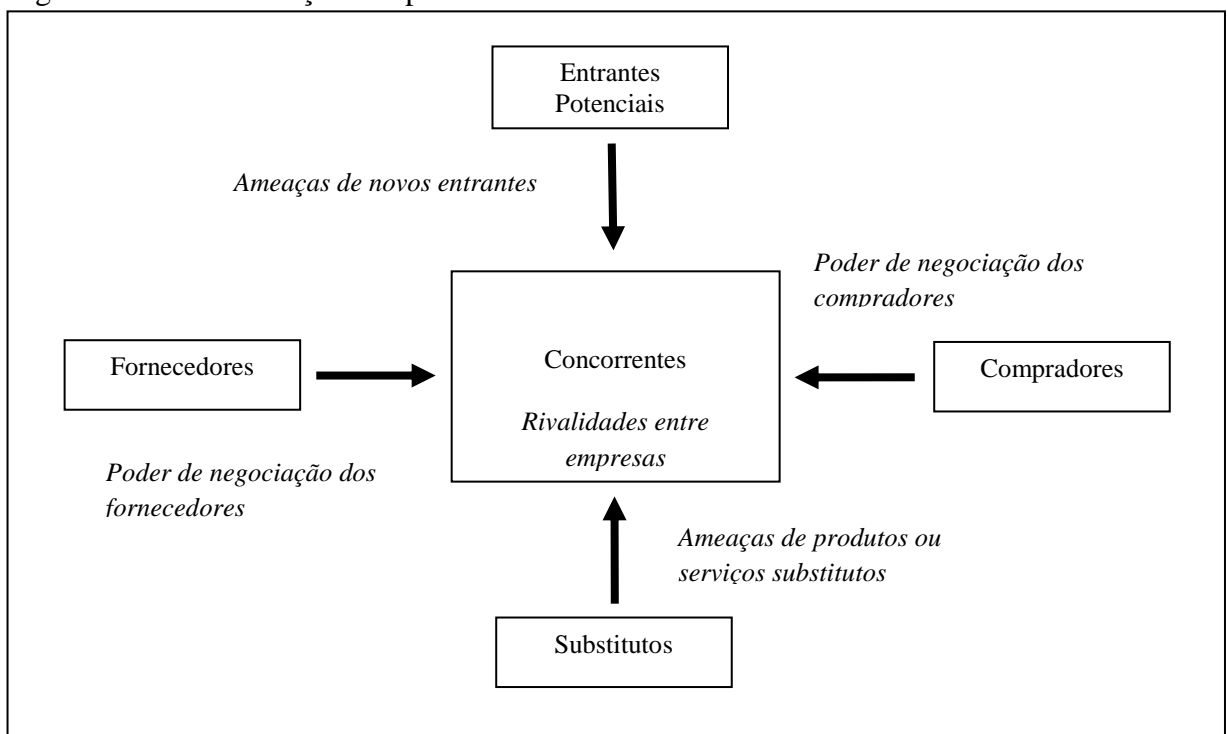 Entrantes
Potenciais
Ameaças de novos entrantes
Poder de negociação dos
compradores
Fornecedores
Concorrentes
Compradores
Rivalidades entre
empresas
Poder de negociação dos
fornecedores
Ameaças de produtos ou
serviços substitutos
Substitutos